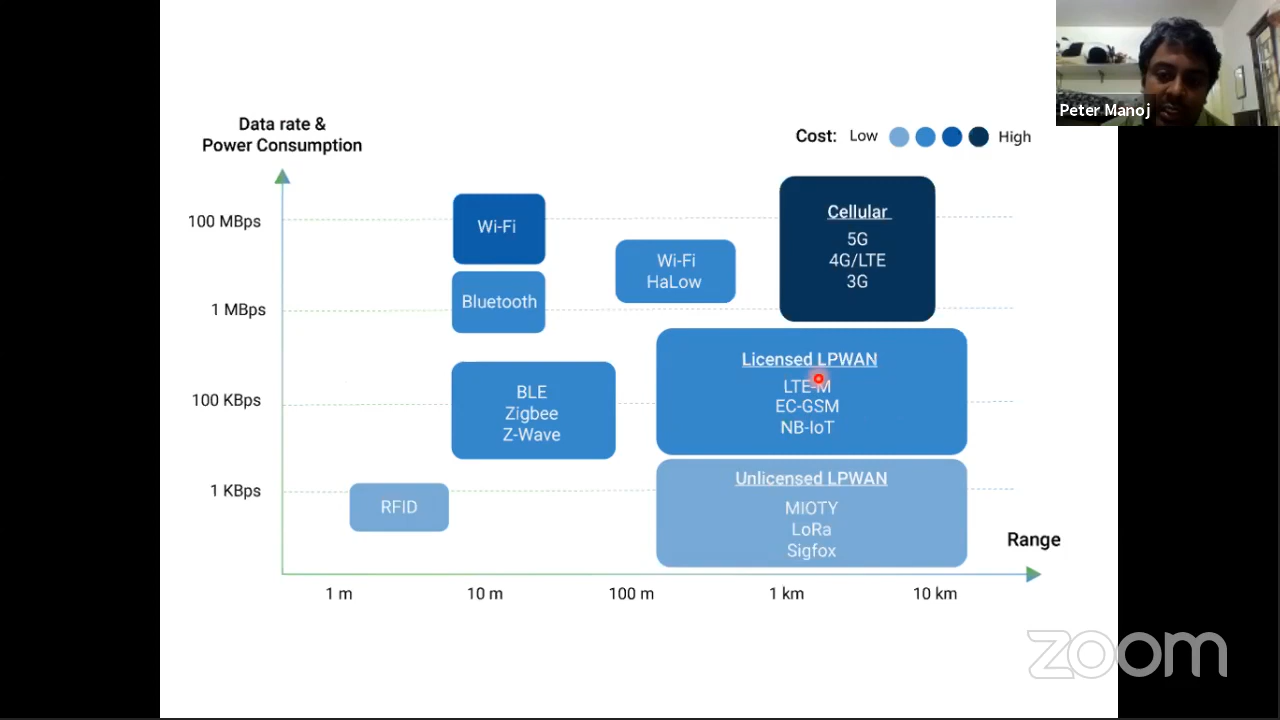 Peter Manoj
Data rate &
Power Consumption
Cost: Low High
100 MBps
1 MBps
100 KBps
1 KBps
Wi-Fi
Bluetooth
Wi-Fi
HaLow
Cellular
5G
4G/LTE
3G
BLE
Zigbee
Z-Wave
Licensed LPWAN
LTE-M
EC-GSM
NB-IoT
RFID
Unlicensed LPWAN
MIOTY
LoRa
Sigfox
Range
1 m
10 m
100 m
1 km
10 km
zoom